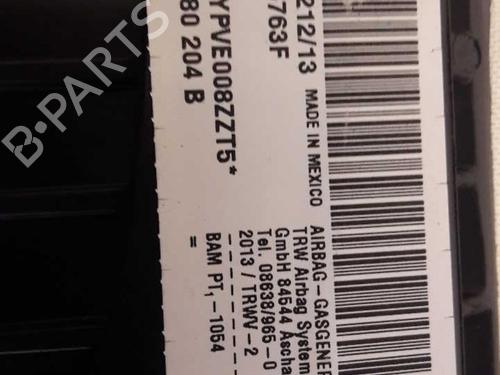 212/13
763F
MADE IN MEXICO
YPVE008ZZT5*
80 204 B
AIRBAG-GASGENER
TRW Airbag System
GmbH 84544 Ascha
Tel. 08638/965-0
2013 / TRWV-2
BAM PT1-1054
=
B-PARTS